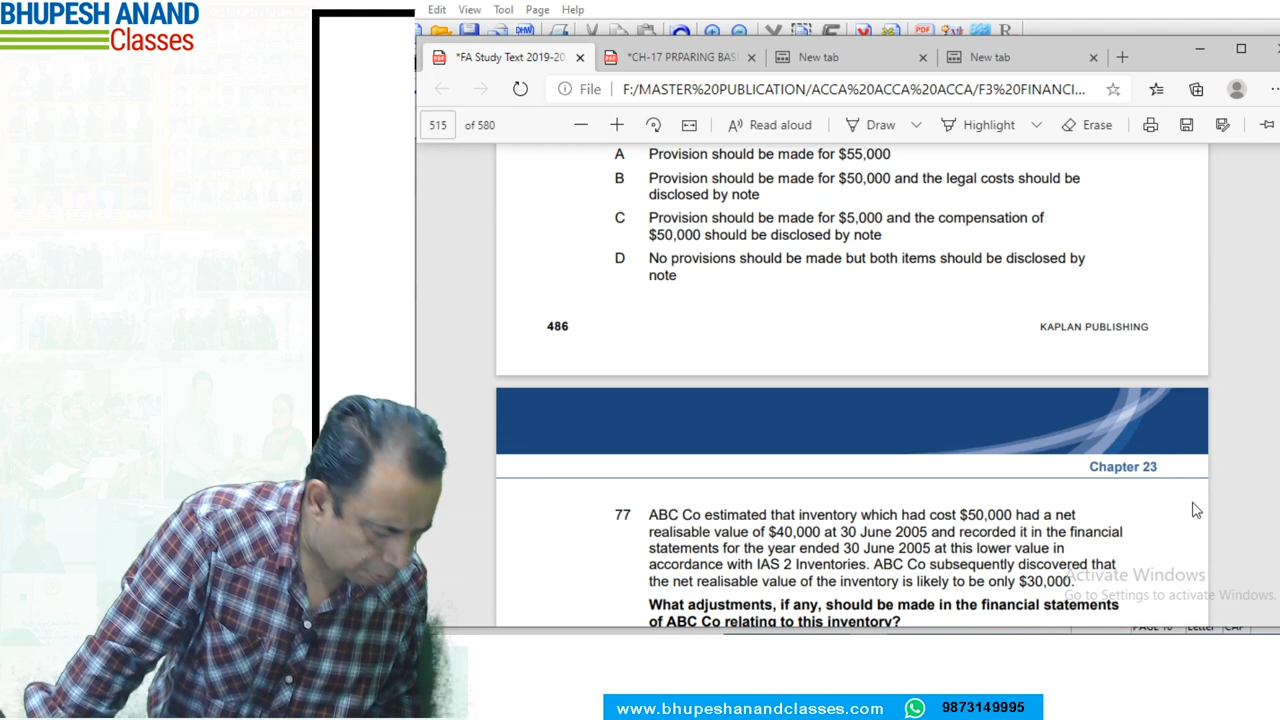 BHUPESH ANAND
Classes
Edit View Tool Page Help
*FA Study Text 2019-20
*CH-17 PRPARING BAS
New tab
New tab
File
F:/MASTER%20PUBLICATION/ACCA%20ACCA%20ACCA/F3%20FINANCI...
515 of 580
Read aloud
Draw
Highlight
Erase
A Provision should be made for $55,000
B Provision should be made for $50,000 and the legal costs should be
disclosed by note
C Provision should be made for $5,000 and the compensation of
$50,000 should be disclosed by note
D No provisions should be made but both items should be disclosed by
note
486
KAPLAN PUBLISHING
Chapter 23
77 ABC Co estimated that inventory which had cost $50,000 had a net
realisable value of $40,000 at 30 June 2005 and recorded it in the financial
statements for the year ended 30 June 2005 at this lower value in
accordance with IAS 2 Inventories. ABC Co subsequently discovered that
the net realisable value of the inventory is likely to be only $30,000.
What adjustments, if any, should be made in the financial statements
of ABC Co relating to this inventory?
Activate Windows
Go to Settings to activate Windows.
www.bhupeshanandclasses.com
9873149995